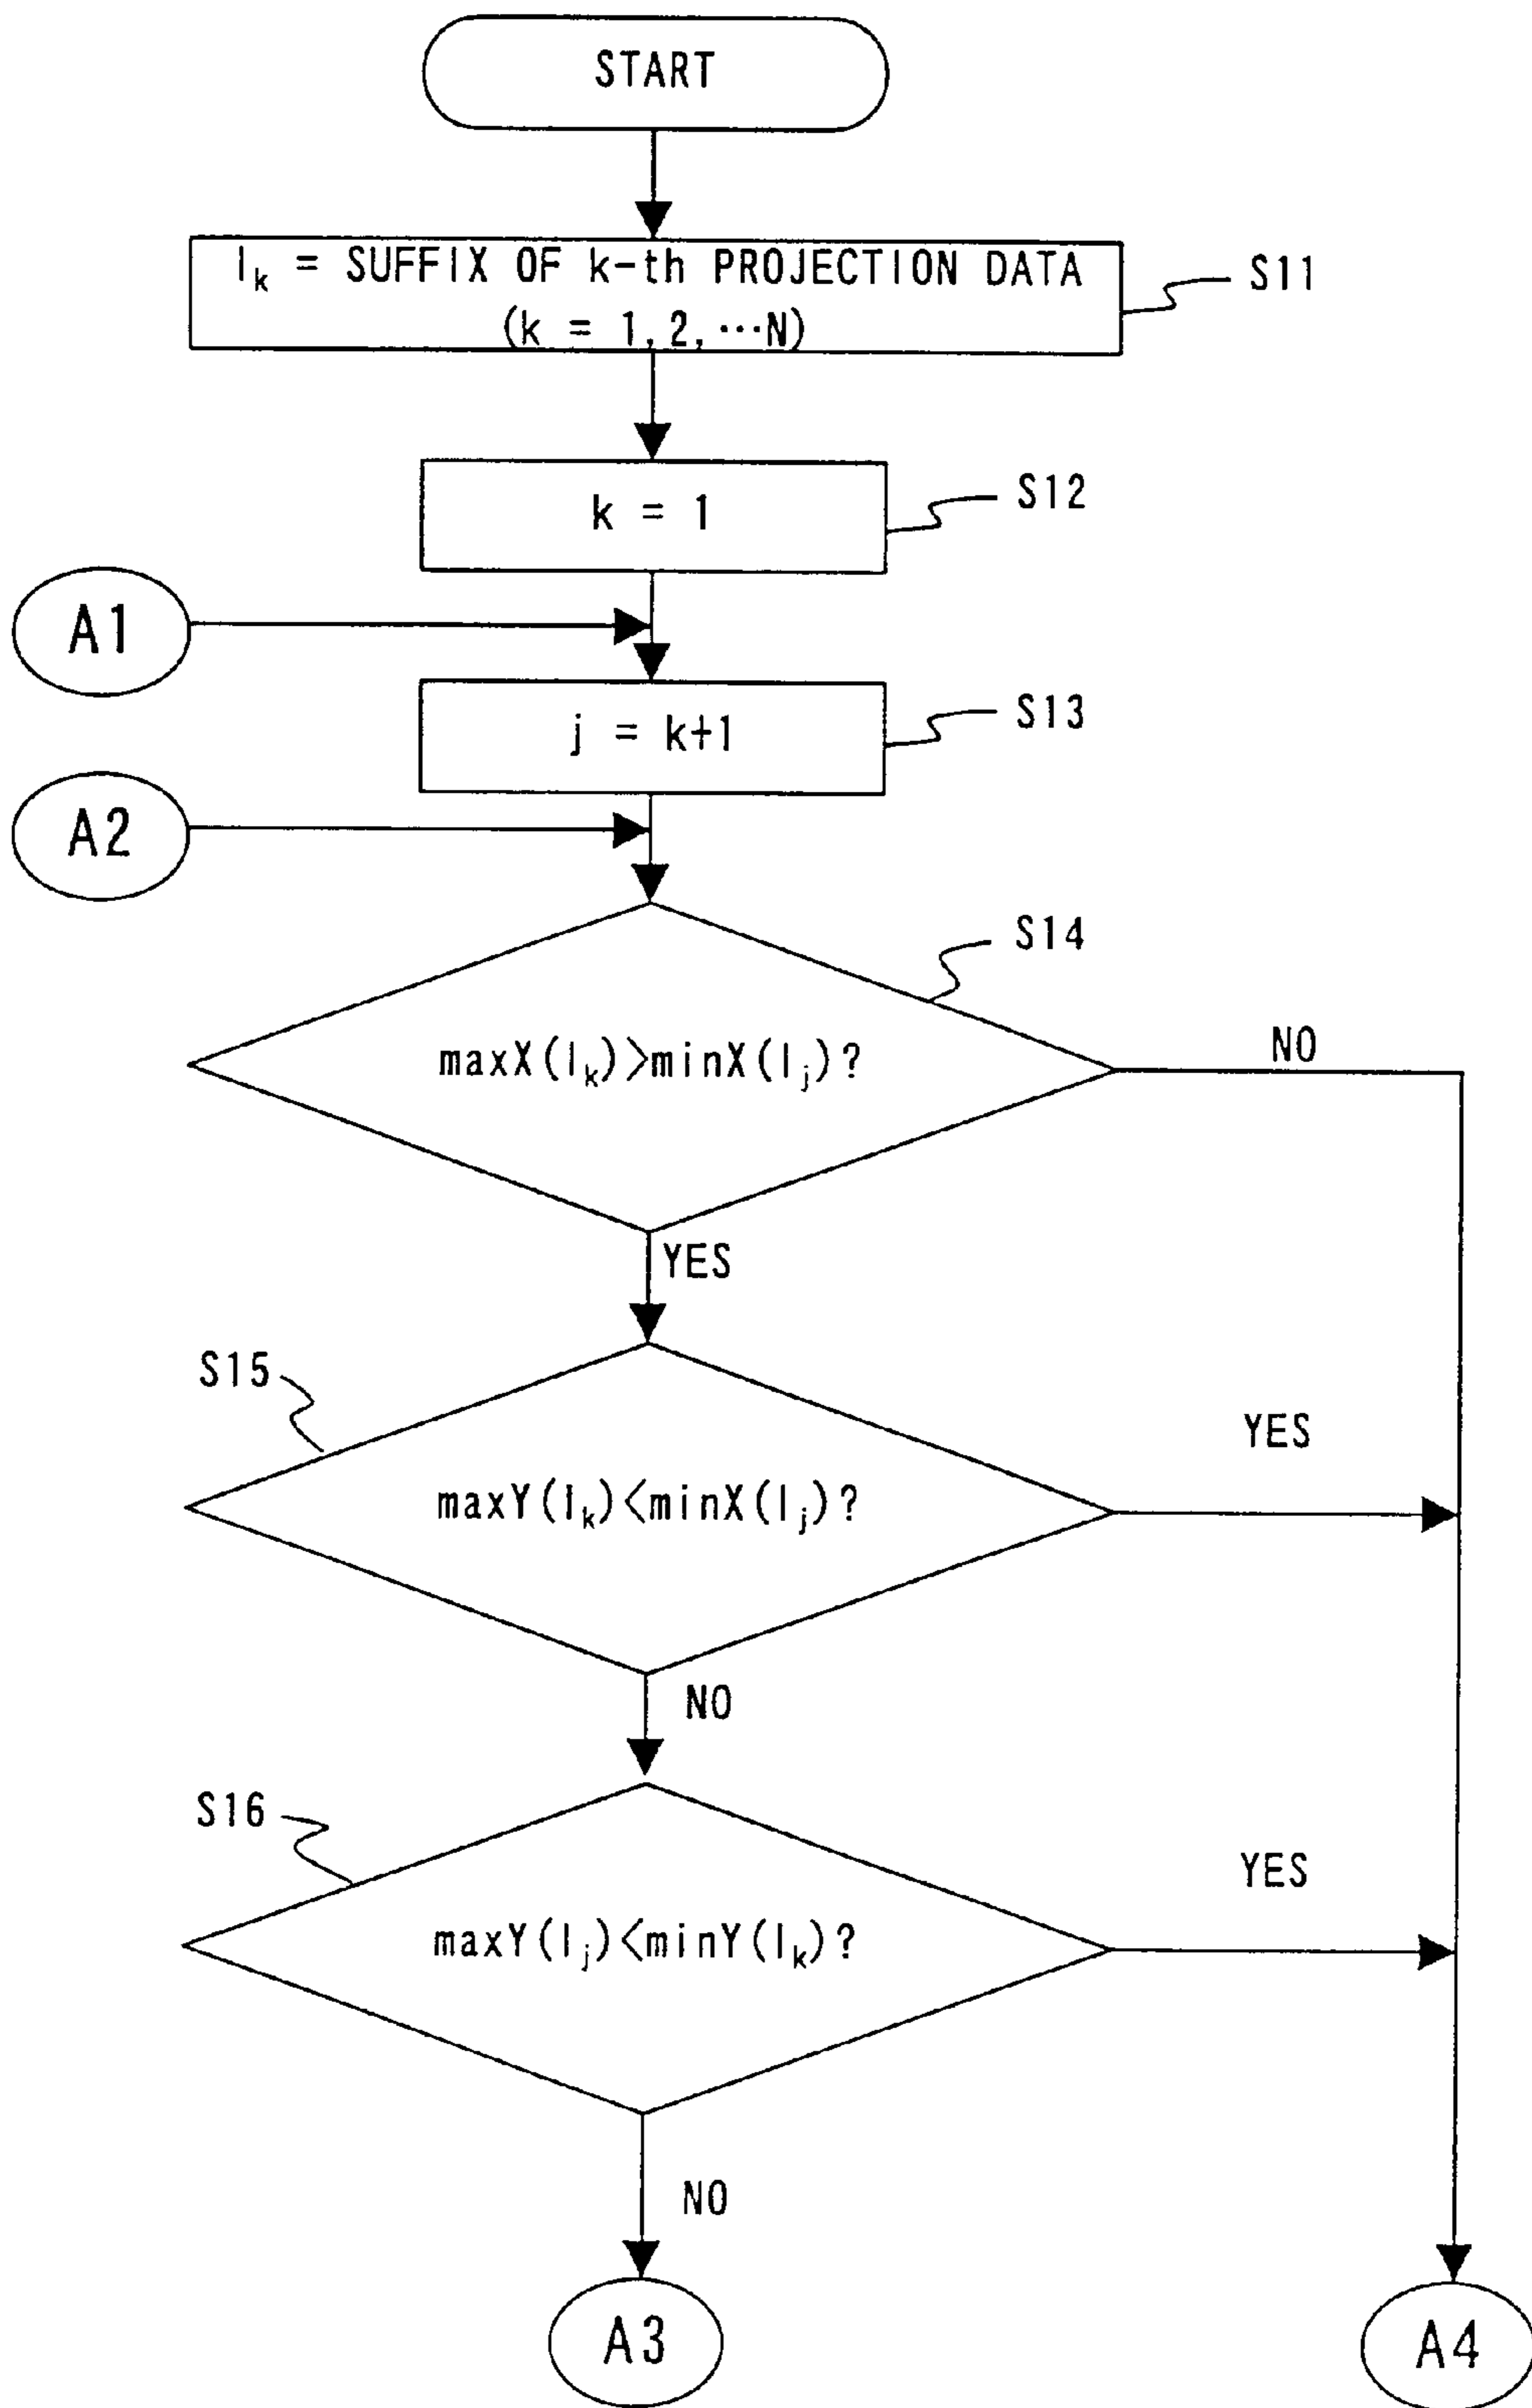 START
I_k = SUFFIX OF k-th PROJECTION DATA
(k = 1, 2, ···N)
S11
k = 1
S12
A1
j = k+1
S13
A2
S14
maxX(I_k)>minX(I_j)?
NO
YES
S15
maxY(I_k)<minX(I_j)?
YES
NO
S16
maxY(I_j)<minY(I_k)?
YES
NO
A3
A4